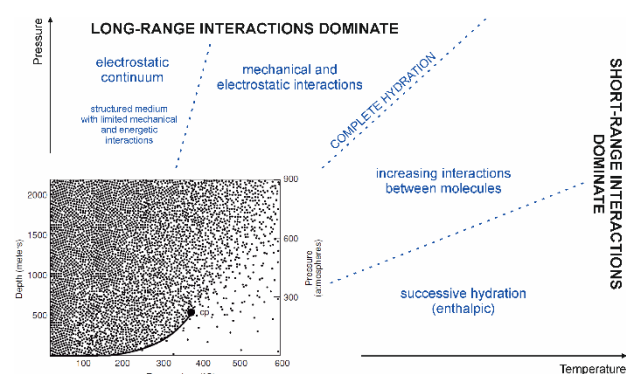 Pressure
LONG-RANGE INTERACTIONS DOMINATE
electrostatic
continuum
structured medium
with limited mechanical
and energetic
interactions
mechanical and
electrostatic interactions
COMPLETE HYDRATION
SHORT-RANGE INTERACTIONS
DOMINATE
increasing interactions
between molecules
successive hydration
(enthalpic)
Depth (meters)
2000
1500
1000
500
900
600
300
Pressure
(atmospheres)
cp
100
200
300
400
500
600
Temperature